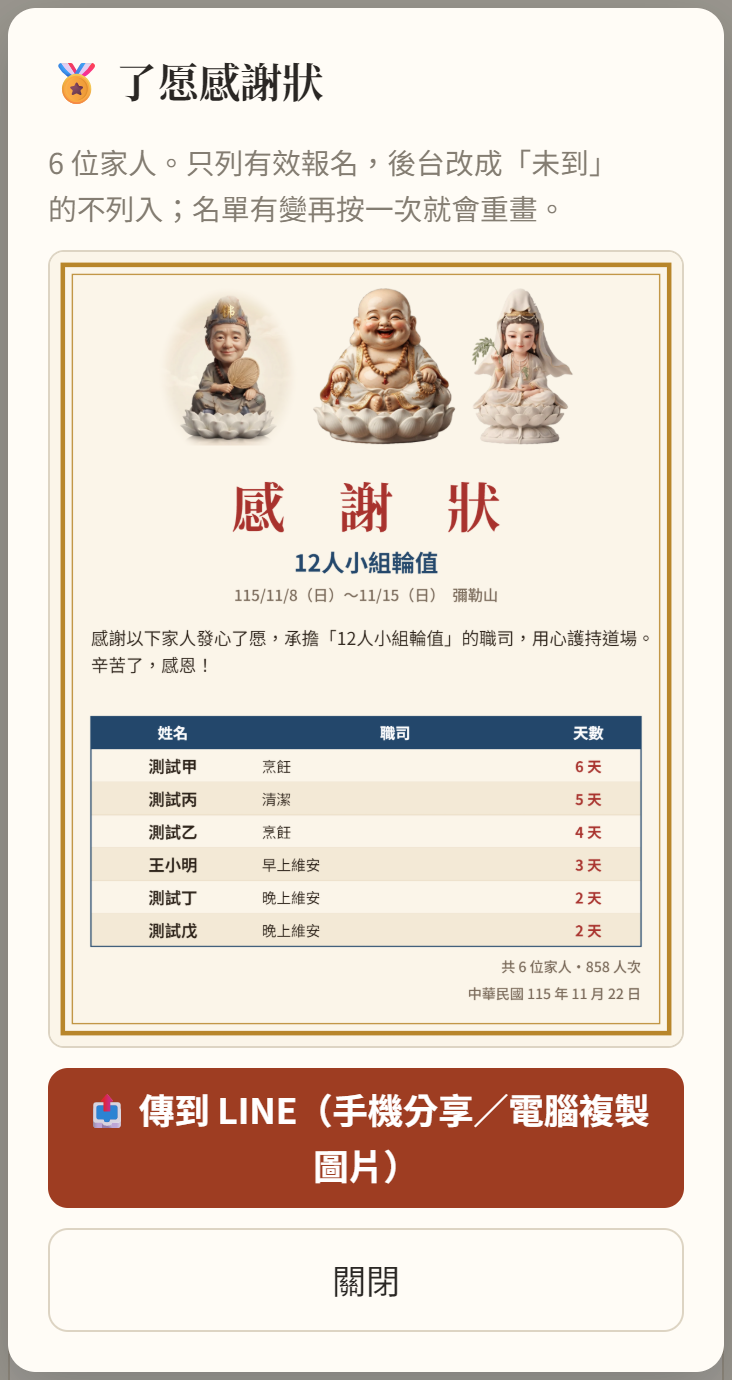 了愿感謝狀
6 位家人。只列有效報名，後台改成「未到」
的不列入；名單有變再按一次就會重畫。
佛
感 謝 狀
12人小組輪值
115/11/8（日）～11/15（日） 彌勒山
感謝以下家人發心了愿，承擔「12人小組輪值」的職司，用心護持道場。
辛苦了，感恩！
姓名 職司 天數
測試甲 烹飪 6 天
測試丙 清潔 5 天
測試乙 烹飪 4 天
王小明 早上維安 3 天
測試丁 晚上維安 2 天
測試戊 晚上維安 2 天
共 6 位家人・858 人次
中華民國 115 年 11 月 22 日
傳到 LINE（手機分享／電腦複製
圖片）
關閉